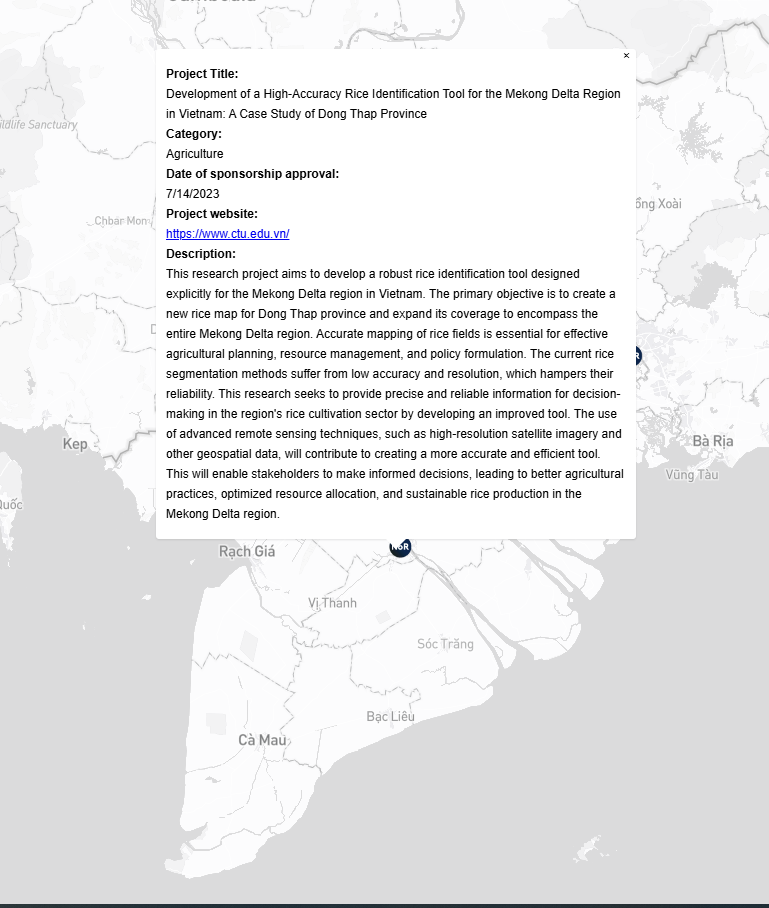 ×
Project Title:
Development of a High-Accuracy Rice Identification Tool for the Mekong Delta Region
in Vietnam: A Case Study of Dong Thap Province
Category:
Agriculture
Date of sponsorship approval:
7/14/2023
Project website:
https://www.ctu.edu.vn/
Description:
This research project aims to develop a robust rice identification tool designed
explicitly for the Mekong Delta region in Vietnam. The primary objective is to create a
new rice map for Dong Thap province and expand its coverage to encompass the
entire Mekong Delta region. Accurate mapping of rice fields is essential for effective
agricultural planning, resource management, and policy formulation. The current rice
segmentation methods suffer from low accuracy and resolution, which hampers their
reliability. This research seeks to provide precise and reliable information for decision-
making in the region's rice cultivation sector by developing an improved tool. The use
of advanced remote sensing techniques, such as high-resolution satellite imagery and
other geospatial data, will contribute to creating a more accurate and efficient tool.
This will enable stakeholders to make informed decisions, leading to better agricultural
practices, optimized resource allocation, and sustainable rice production in the
Mekong Delta region.
Sanctuary
Chbar Mon
Xoài
Kep
Bà Rịa
Vũng Tàu
Quốc
Rạch Giá
Vị Thanh
Sóc Trăng
Bạc Liêu
Cà Mau